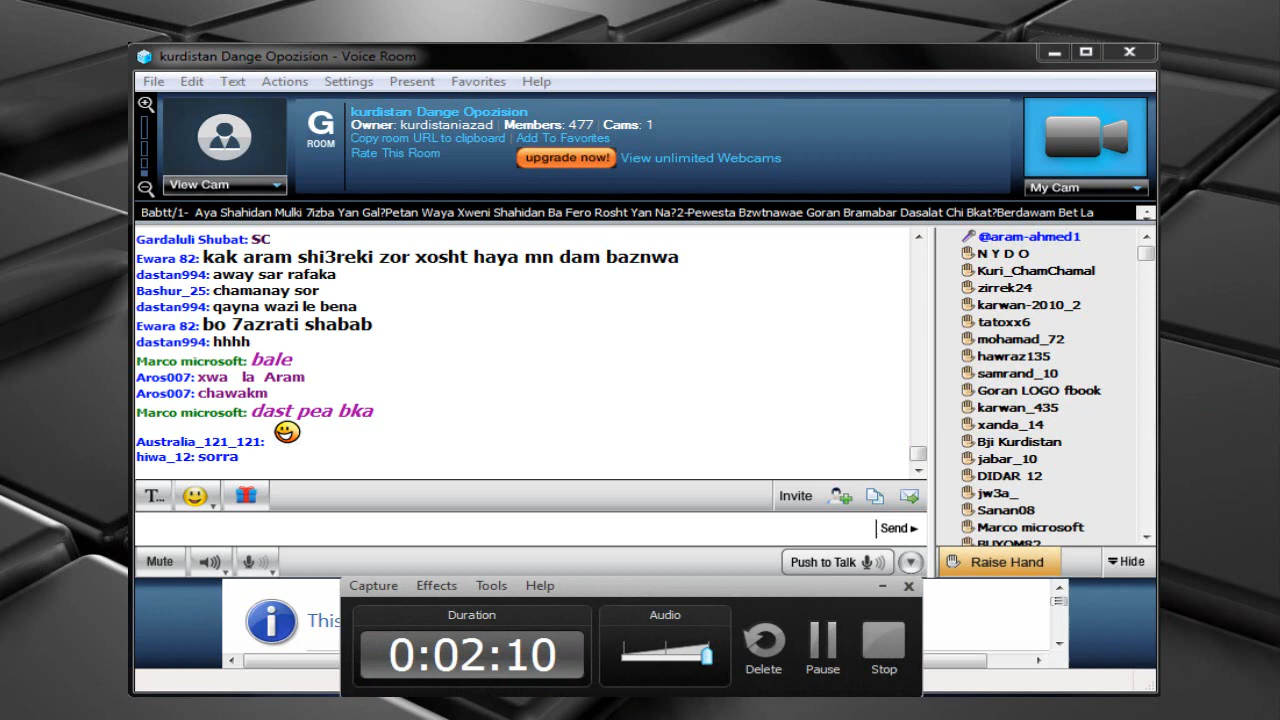 kurdistan Dange Opozision - Voice Room
File Edit Text Actions Settings Present Favorites Help
kurdistan Dange Opozision
G ROOM
Owner: kurdistaniazad | Members: 477 | Cams: 1
Copy room URL to clipboard | Add To Favorites
Rate This Room
upgrade now! View unlimited Webcams
View Cam
My Cam
Babtt/1- Aya Shahidan Mulki 7izba Yan Gal?Petan Waya Xweni Shahidan Ba Fero Rosht Yan Na?2-Pewesta Bzwtnawae Goran Bramabar Dasalat Chi Bkat?Berdawam Bet La
Gardaluli Shubat: SC
Ewara 82: kak aram shi3reki zor xosht haya mn dam baznwa
dastan994: away sar rafaka
Bashur_25: chamanay sor
dastan994: qayna wazi le bena
Ewara 82: bo 7azrati shabab
dastan994: hhhh
Marco microsoft: bale
Aros007: xwa la Aram
Aros007: chawakm
Marco microsoft: dast pea bka
Australia_121_121:
hiwa_12: sorra
@aram-ahmed1
N Y D O
Kuri_ChamChamal
zirrek24
karwan-2010_2
tatoxx6
mohamad_72
hawraz135
samrand_10
Goran LOGO fbook
karwan_435
xanda_14
Bji Kurdistan
jabar_10
DIDAR 12
jw3a_
Sanan08
Marco microsoft
T...
Invite
Send
Mute
Push to Talk
Raise Hand
Hide
This
Capture Effects Tools Help
Duration
0:02:10
Audio
Delete
Pause
Stop